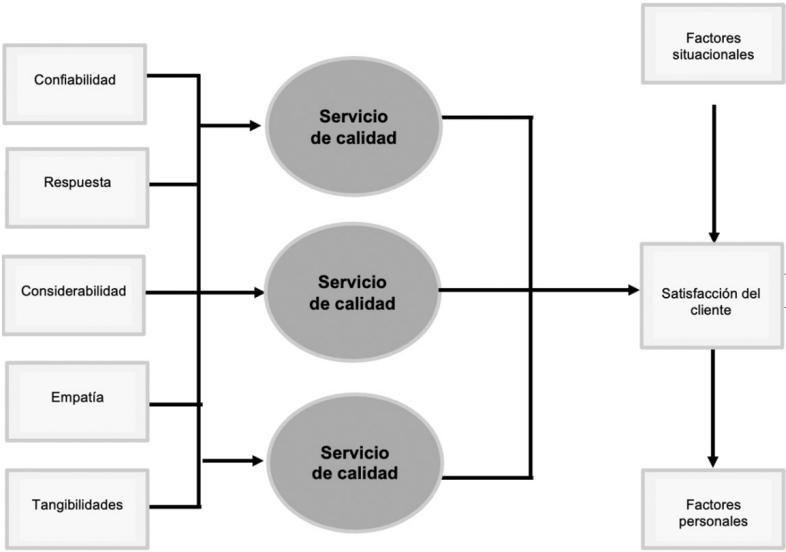 Confiabilidad
Respuesta
Considerabilidad
Empatía
Tangibilidades
Servicio
de calidad
Servicio
de calidad
Servicio
de calidad
Factores
situacionales
Satisfacción del
cliente
Factores
personales